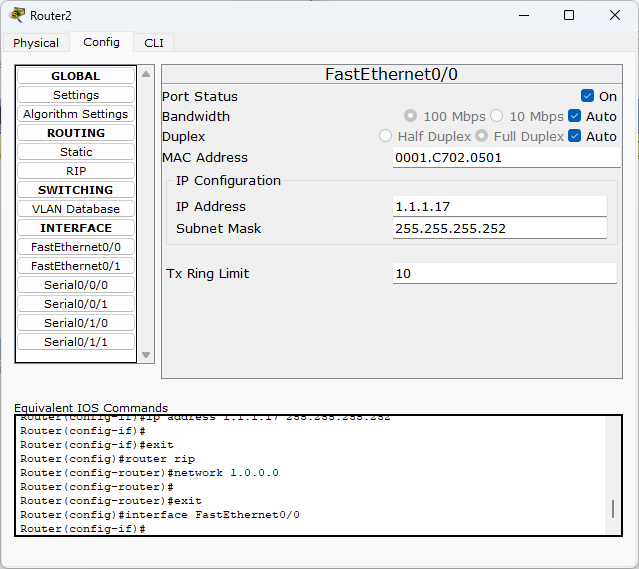 Router2
Physical Config CLI
GLOBAL
Settings
Algorithm Settings
ROUTING
Static
RIP
SWITCHING
VLAN Database
INTERFACE
FastEthernet0/0
FastEthernet0/1
Serial0/0/0
Serial0/0/1
Serial0/1/0
Serial0/1/1
FastEthernet0/0
Port Status On
Bandwidth 100 Mbps 10 Mbps Auto
Duplex Half Duplex Full Duplex Auto
MAC Address 0001.C702.0501
IP Configuration
IP Address 1.1.1.17
Subnet Mask 255.255.255.252
Tx Ring Limit 10
Equivalent IOS Commands
Router(config-if)#ip address 1.1.1.17 255.255.255.252
Router(config-if)#
Router(config-if)#exit
Router(config)#router rip
Router(config-router)#network 1.0.0.0
Router(config-router)#
Router(config-router)#exit
Router(config)#interface FastEthernet0/0
Router(config-if)#